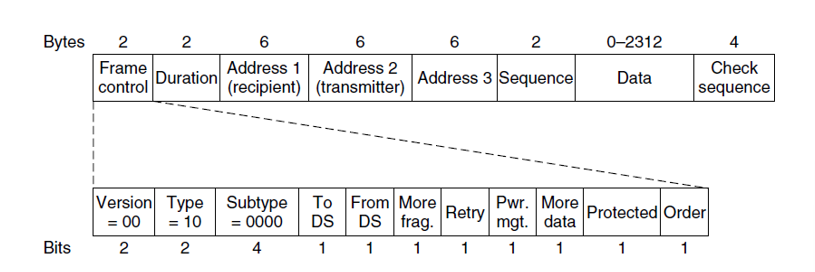 Bytes 2 2 6 6 6 2 0–2312 4
Frame control Duration Address 1 (recipient) Address 2 (transmitter) Address 3 Sequence Data Check sequence
Version = 00 Type = 10 Subtype = 0000 To DS From DS More frag. Retry Pwr. mgt. More data Protected Order
Bits 2 2 4 1 1 1 1 1 1 1 1